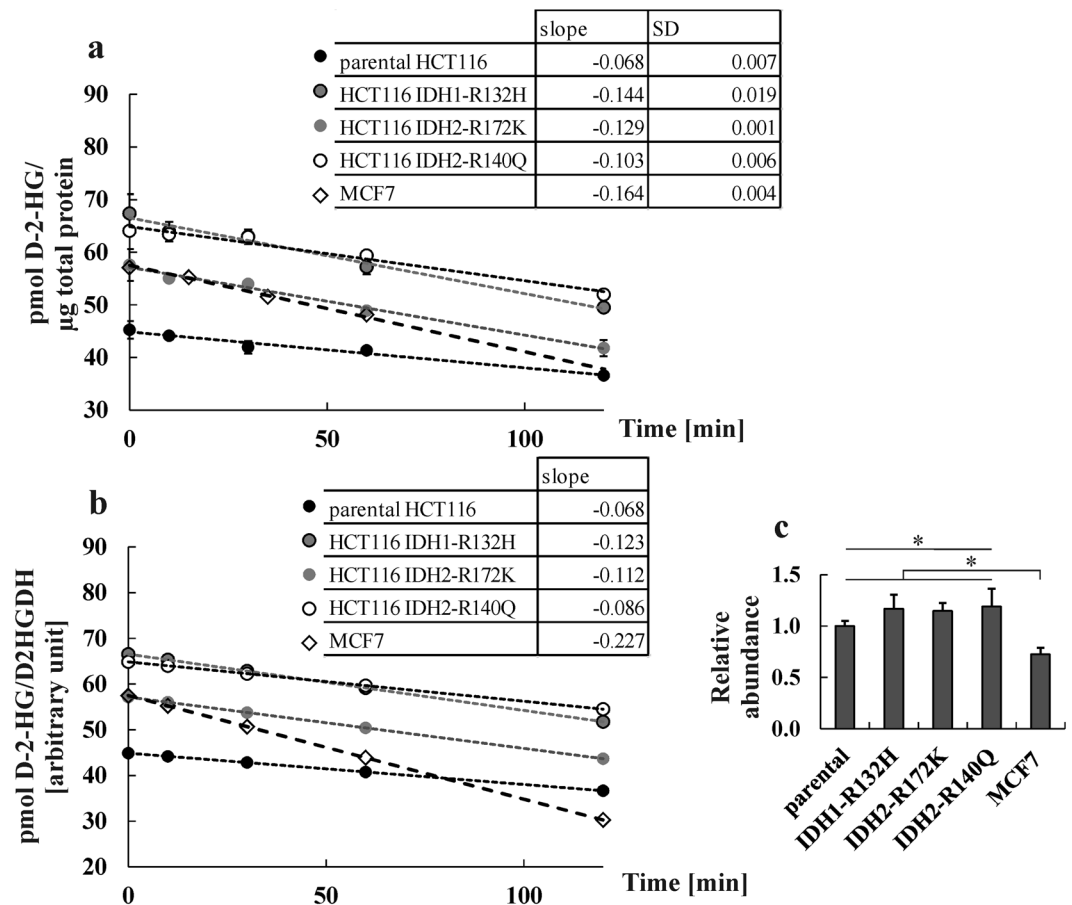 a
slope SD
parental HCT116 -0.068 0.007
HCT116 IDH1-R132H -0.144 0.019
HCT116 IDH2-R172K -0.129 0.001
HCT116 IDH2-R140Q -0.103 0.006
MCF7 -0.164 0.004
pmol D-2-HG/
µg total protein
90
80
70
60
50
40
30
0 50 100
Time [min]
b
slope
parental HCT116 -0.068
HCT116 IDH1-R132H -0.123
HCT116 IDH2-R172K -0.112
HCT116 IDH2-R140Q -0.086
MCF7 -0.227
pmol D-2-HG/D2HGDH
[arbitrary unit]
90
80
70
60
50
40
30
20
0 50 100
Time [min]
c
*
*
Relative
abundance
1.5
1.0
0.5
0.0
parental
IDH1-R132H
IDH2-R172K
IDH2-R140Q
MCF7